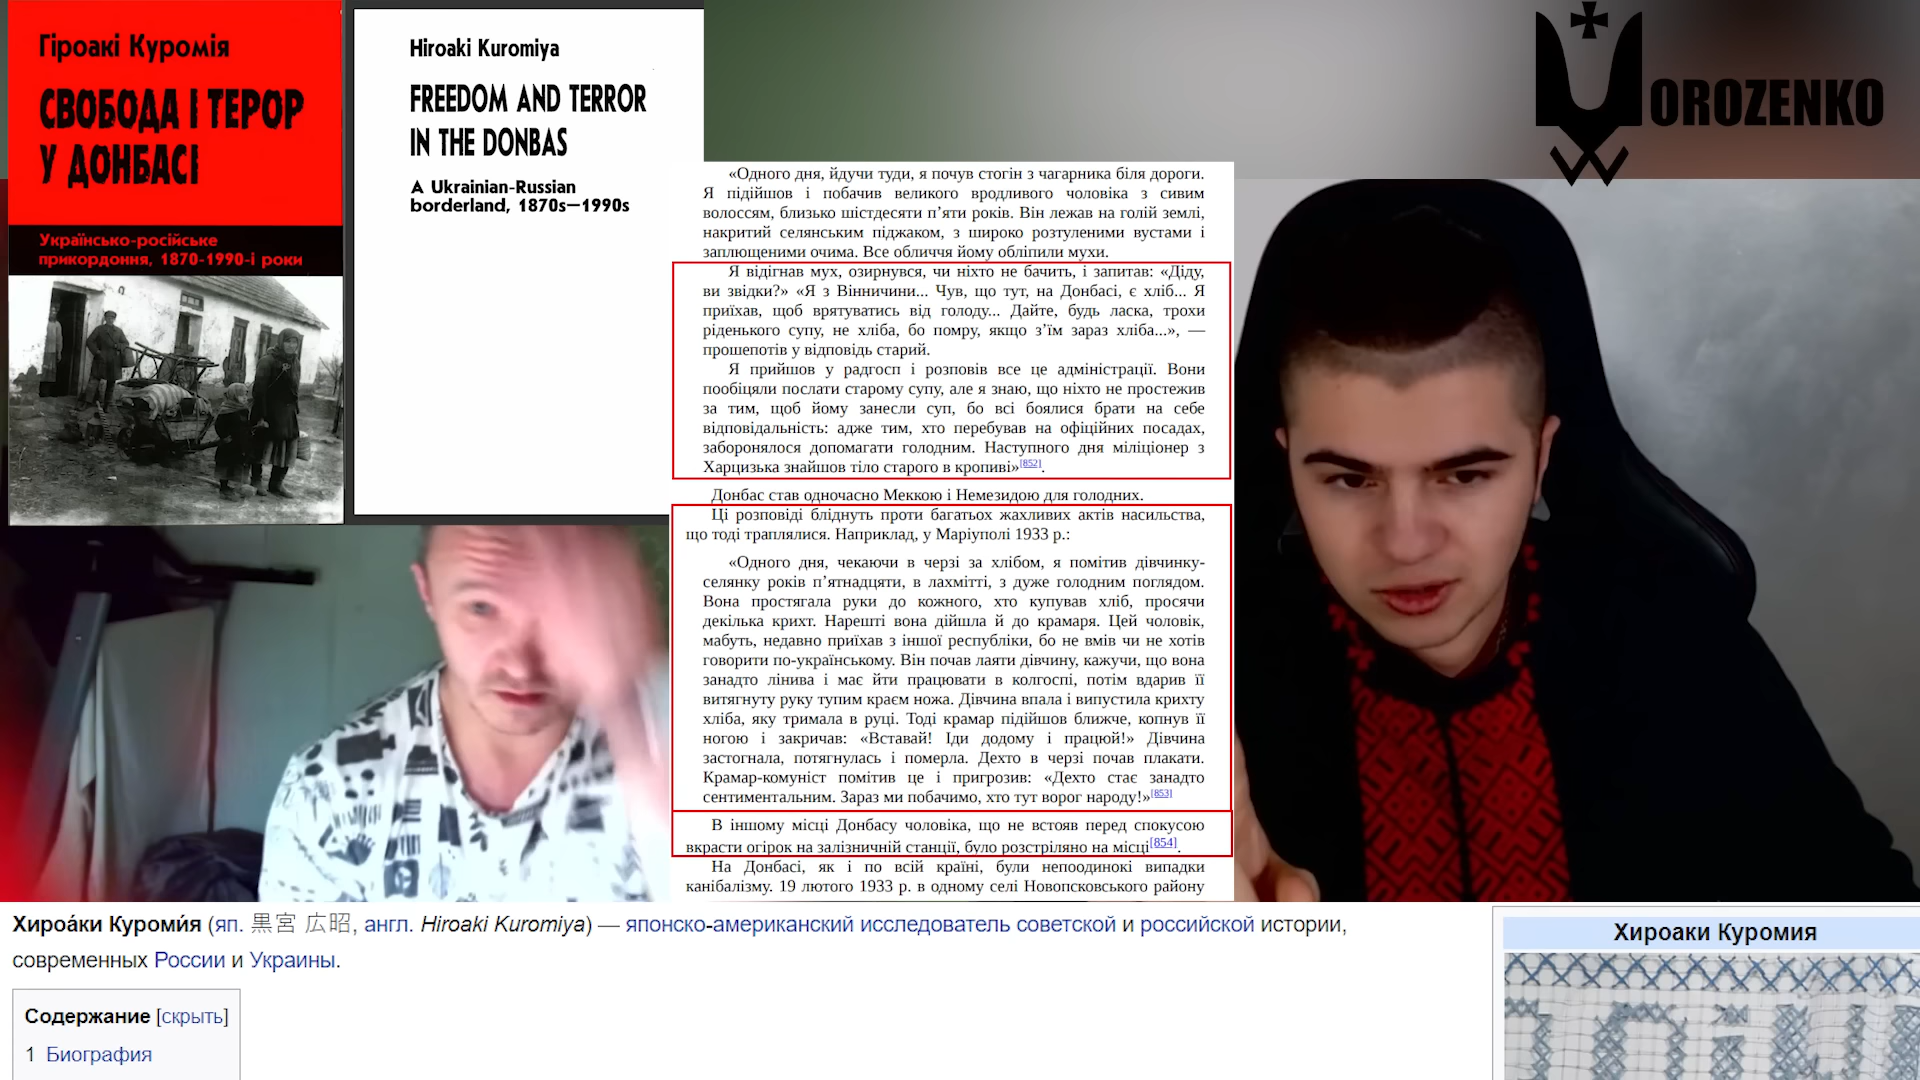 Гіроакі Куромія
СВОБОДА І ТЕРОР
У ДОНБАСІ
Українсько-російське
прикордоння, 1870-1990-і роки
Hiroaki Kuromiya
FREEDOM AND TERROR
IN THE DONBAS
A Ukrainian-Russian
borderland, 1870s—1990s
OROZENKO
«Одного дня, йдучи туди, я почув стогін з чагарника біля дороги.
Я підійшов і побачив великого вродливого чоловіка з сивим
волоссям, близько шістдесяти п’яти років. Він лежав на голій землі,
накритий селянським піджаком, з широко розтуленими вустами і
заплющеними очима. Все обличчя йому обліпили мухи.
Я відігнав мух, озирнувся, чи ніхто не бачить, і запитав: «Діду,
ви звідки?» «Я з Вінничини... Чув, що тут, на Донбасі, є хліб... Я
приїхав, щоб врятуватись від голоду... Дайте, будь ласка, трохи
ріденького супу, не хліба, бо помру, якщо з’їм зараз хліба...», —
прошепотів у відповідь старий.
Я прийшов у радгосп і розповів все це адміністрації. Вони
пообіцяли послати старому супу, але я знаю, що ніхто не простежив
за тим, щоб йому занесли суп, бо всі боялися брати на себе
відповідальність: адже тим, хто перебував на офіційних посадах,
заборонялося допомагати голодним. Наступного дня міліціонер з
Харцизька знайшов тіло старого в кропиві»[852].
Донбас став одночасно Меккою і Немезидою для голодних.
Ці розповіді бліднуть проти багатьох жахливих актів насильства,
що тоді траплялися. Наприклад, у Маріуполі 1933 р.:
«Одного дня, чекаючи в черзі за хлібом, я помітив дівчинку-
селянку років п’ятнадцяти, в лахмітті, з дуже голодним поглядом.
Вона простягала руки до кожного, хто купував хліб, просячи
декілька крихт. Нарешті вона дійшла й до крамаря. Цей чоловік,
мабуть, недавно приїхав з іншої республіки, бо не вмів чи не хотів
говорити по-українському. Він почав лаяти дівчину, кажучи, що вона
занадто лінива і має йти працювати в колгоспі, потім вдарив її
витягнуту руку тупим краєм ножа. Дівчина впала і випустила крихту
хліба, яку тримала в руці. Тоді крамар підійшов ближче, копнув її
ногою і закричав: «Вставай! Іди додому і працюй!» Дівчина
застогнала, потягнулась і померла. Дехто в черзі почав плакати.
Крамар-комуніст помітив це і пригрозив: «Дехто стає занадто
сентиментальним. Зараз ми побачимо, хто тут ворог народу!»[853]
В іншому місці Донбасу чоловіка, що не встояв перед спокусою
вкрасти огірок на залізничній станції, було розстріляно на місці[854].
На Донбасі, як і по всій країні, були непоодинокі випадки
канібалізму. 19 лютого 1933 р. в одному селі Новопсковського району
Хироа́ки Куроми́я (яп. 黒宮 広昭, англ. Hiroaki Kuromiya) — японско-американский исследователь советской и российской истории,
современных России и Украины.
Содержание [скрыть]
1 Биография
Хироаки Куромия